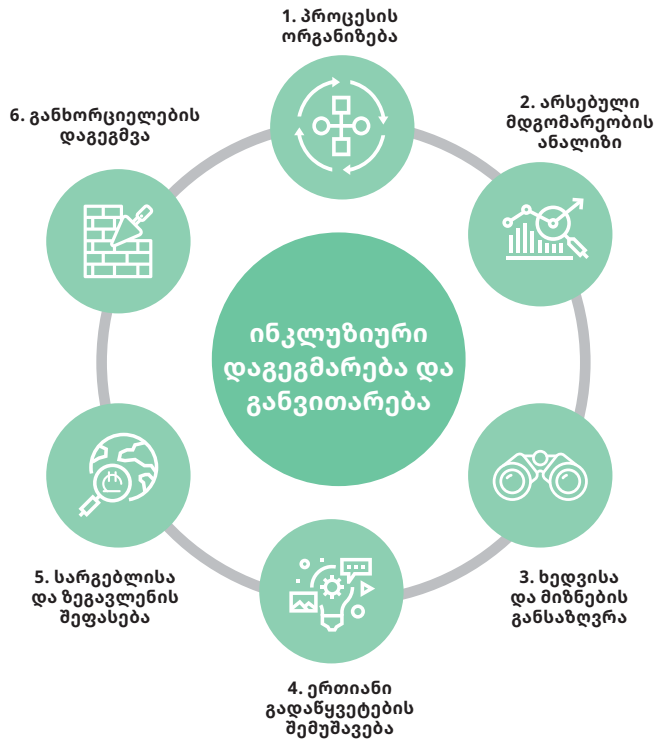 1. პროცესის
ორგანიზება
2. არსებული
მდგომარეობის
ანალიზი
3. ხედვისა
და მიზნების
განსაზღვრა
4. ერთიანი
გადაწყვეტების
შემუშავება
5. სარგებლისა
და ზეგავლენის
შეფასება
6. განხორციელების
დაგეგმვა
ინკლუზიური
დაგეგმარება და
განვითარება
₾